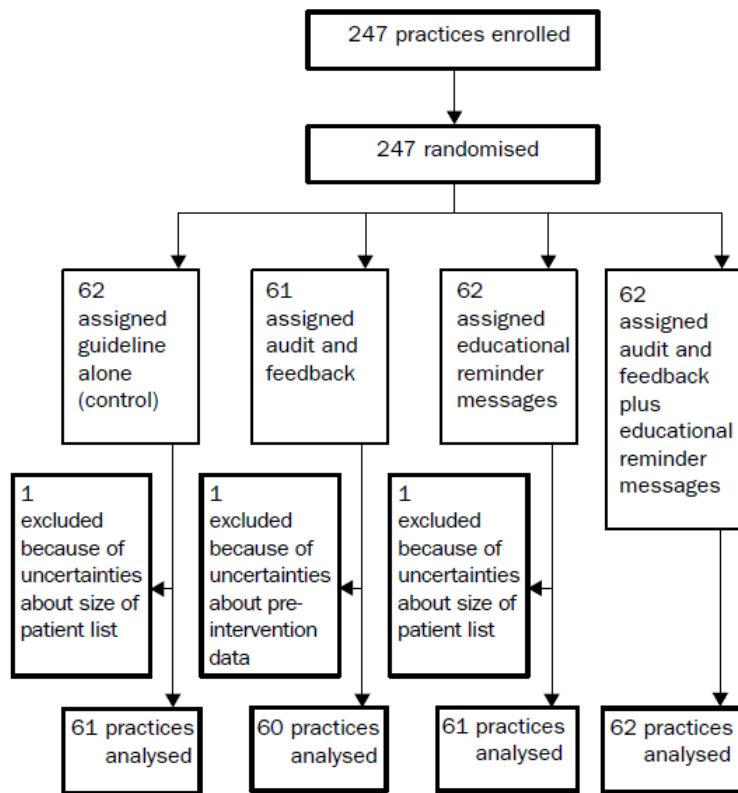 247 practices enrolled
247 randomised
62
assigned
guideline
alone
(control)
61
assigned
audit and
feedback
62
assigned
educational
reminder
messages
62
assigned
audit and
feedback
plus
educational
reminder
messages
1
excluded
because of
uncertainties
about size of
patient list
1
excluded
because of
uncertainties
about pre-
intervention
data
1
excluded
because of
uncertainties
about size of
patient list
61 practices
analysed
60 practices
analysed
61 practices
analysed
62 practices
analysed